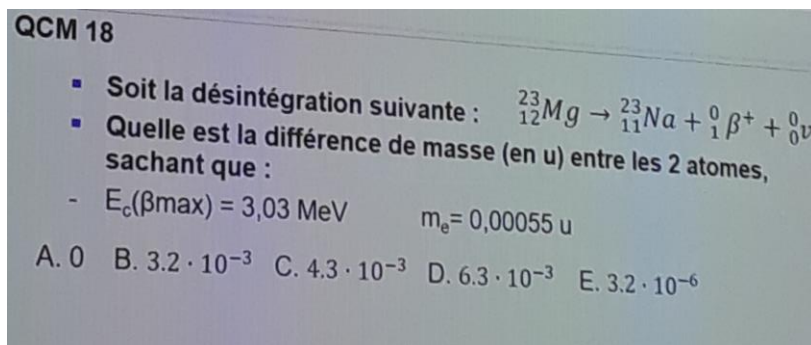 QCM 18
▪ Soit la désintégration suivante : ²³₁₂Mg → ²³₁₁Na + ⁰₁β⁺ + ⁰₀ν
▪ Quelle est la différence de masse (en u) entre les 2 atomes,
sachant que :
- Ec(βmax) = 3,03 MeV mₑ= 0,00055 u
A. 0 B. 3.2 · 10⁻³ C. 4.3 · 10⁻³ D. 6.3 · 10⁻³ E. 3.2 · 10⁻⁶